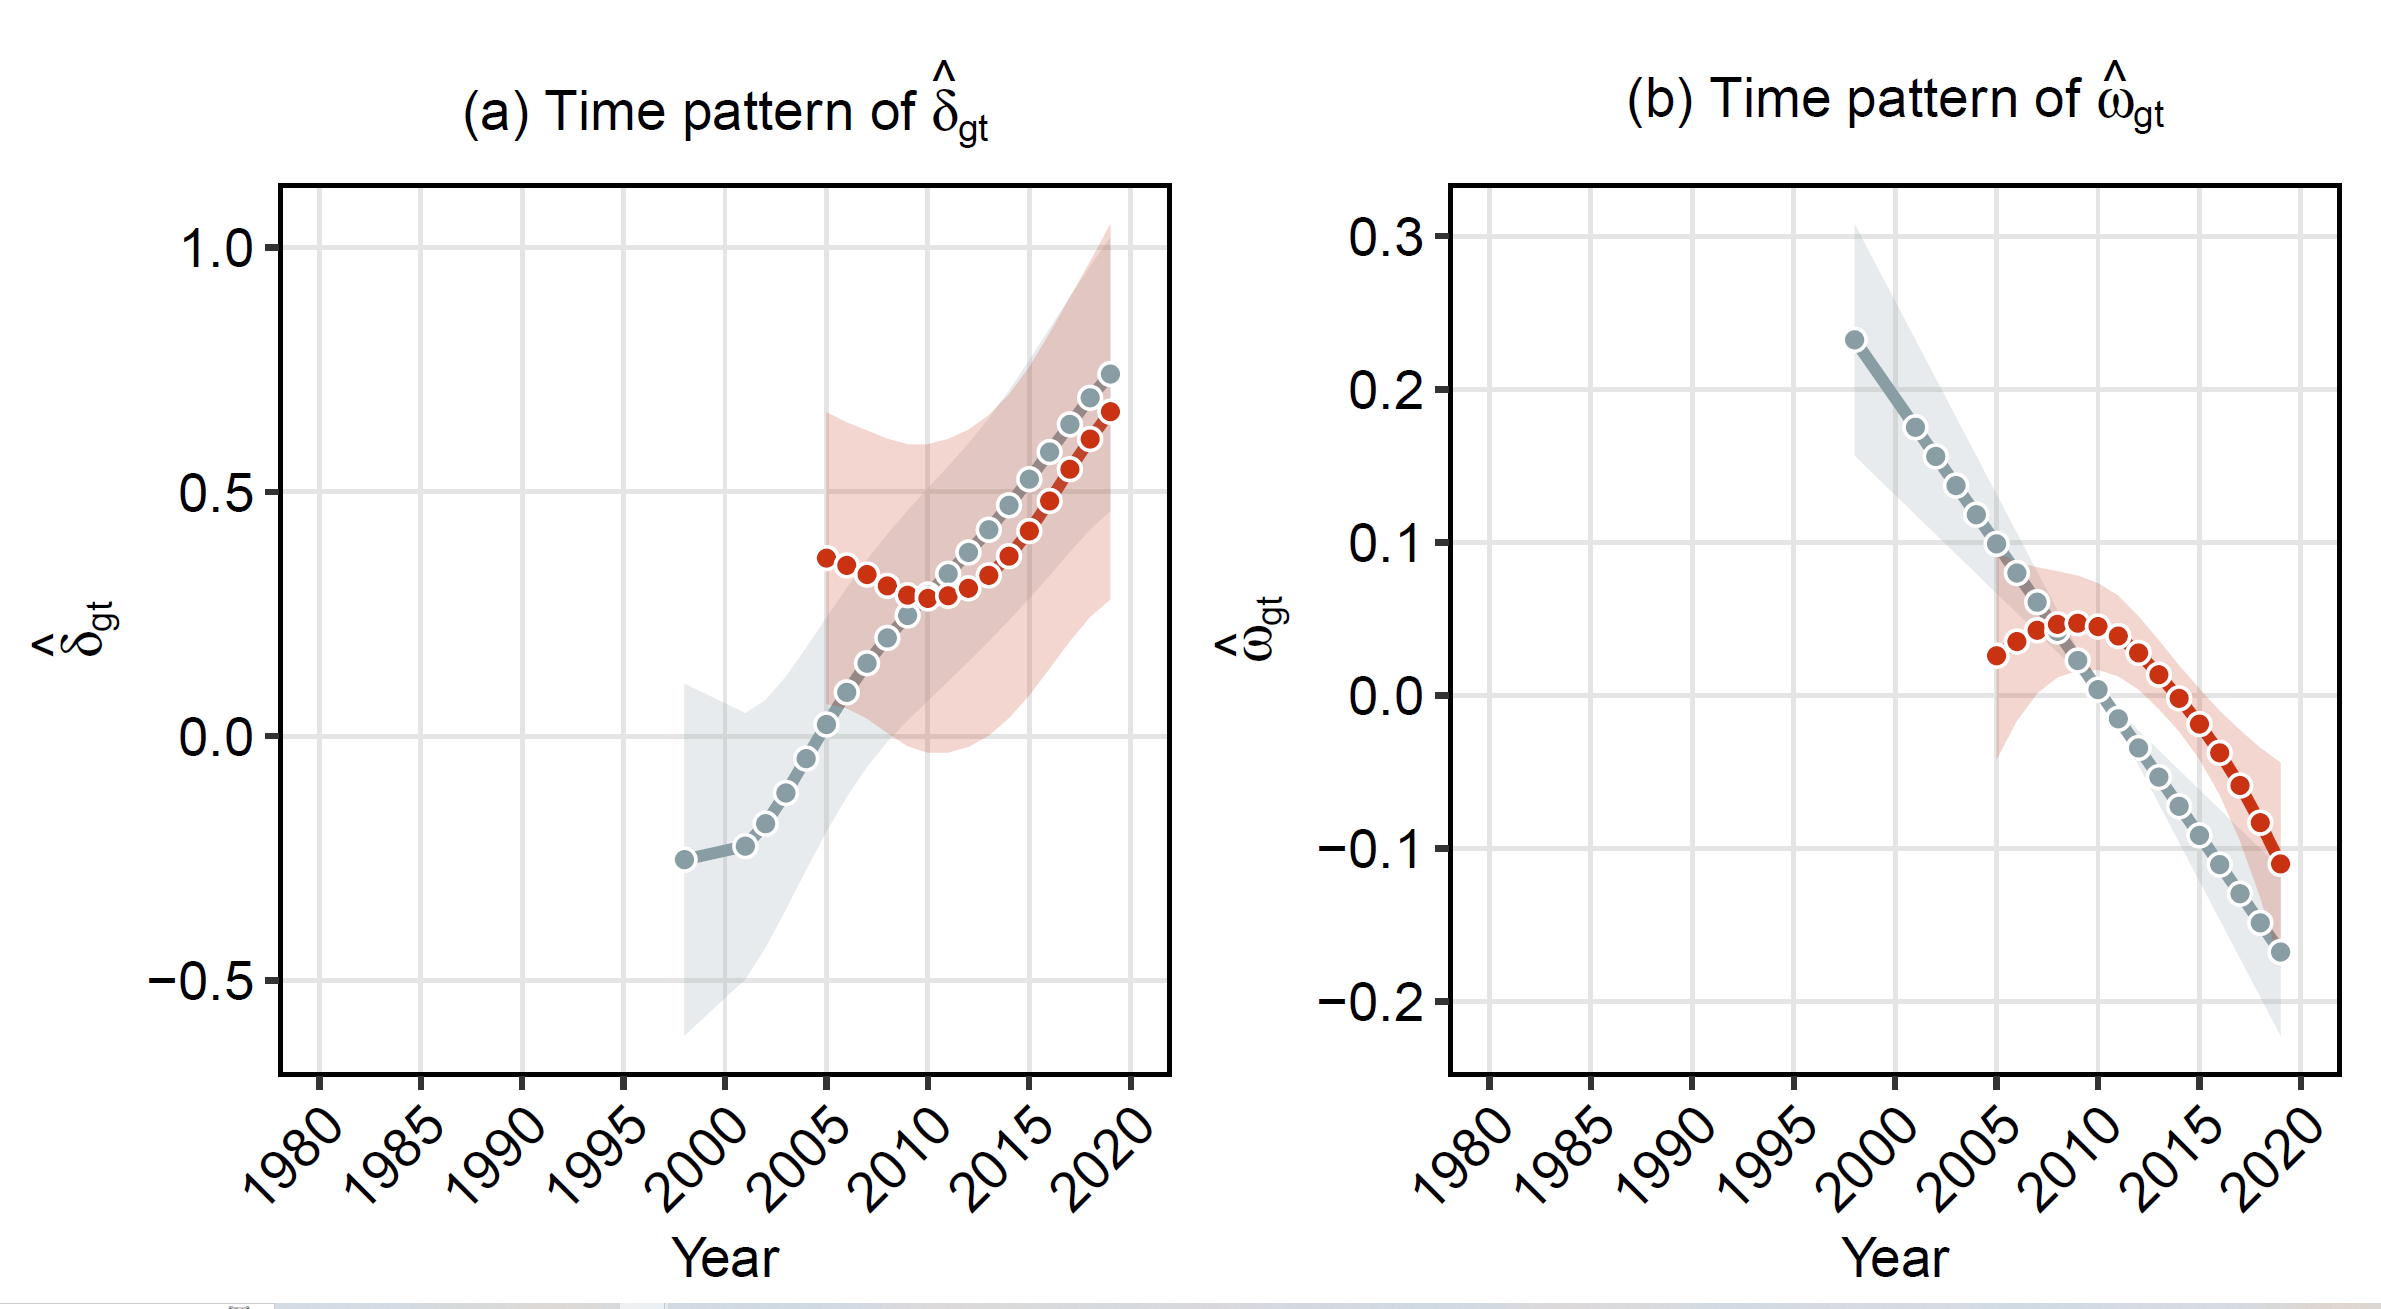 (a) Time pattern of δ̂gt
1.0
0.5
0.0
−0.5
δ̂gt
1980 1985 1990 1995 2000 2005 2010 2015 2020
Year
(b) Time pattern of ω̂gt
0.3
0.2
0.1
0.0
−0.1
−0.2
ω̂gt
1980 1985 1990 1995 2000 2005 2010 2015 2020
Year